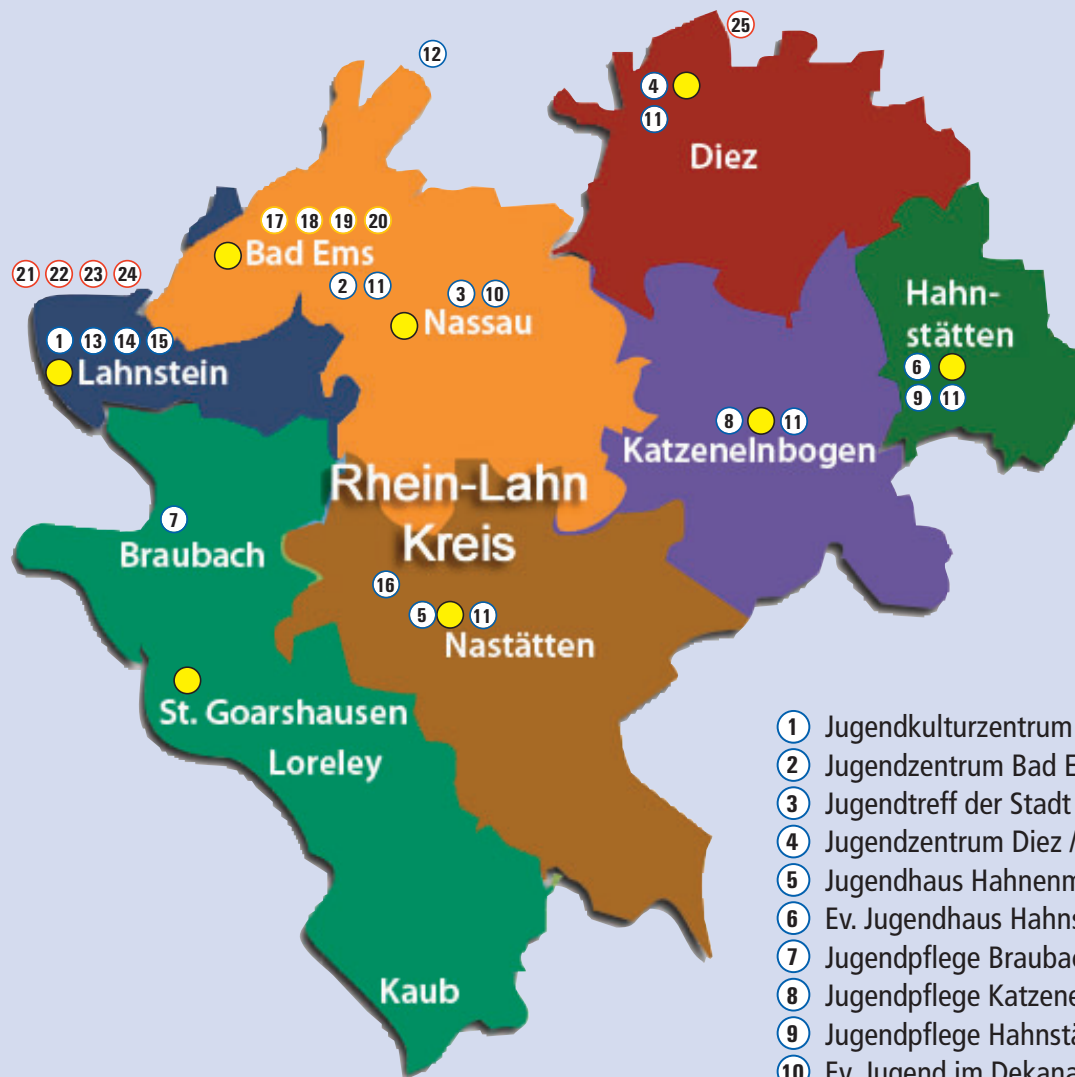 25
12
4
11
Diez
17 18 19 20
Bad Ems
2 11
21 22 23 24
3 10
Nassau
Hahn-
stätten
1 13 14 15
Lahnstein
6
9 11
8 11
Katzenelnbogen
Rhein-Lahn
Kreis
7
Braubach
16
5 11
Nastätten
St. Goarshausen
Loreley
Kaub
1 Jugendkulturzentrum
2 Jugendzentrum Bad
3 Jugendtreff der Stadt
4 Jugendzentrum Diez /
5 Jugendhaus
6 Ev. Jugendhaus
7 Jugendpflege
8 Jugendpflege
9 Jugendpflege
10 Ev. Jugend im